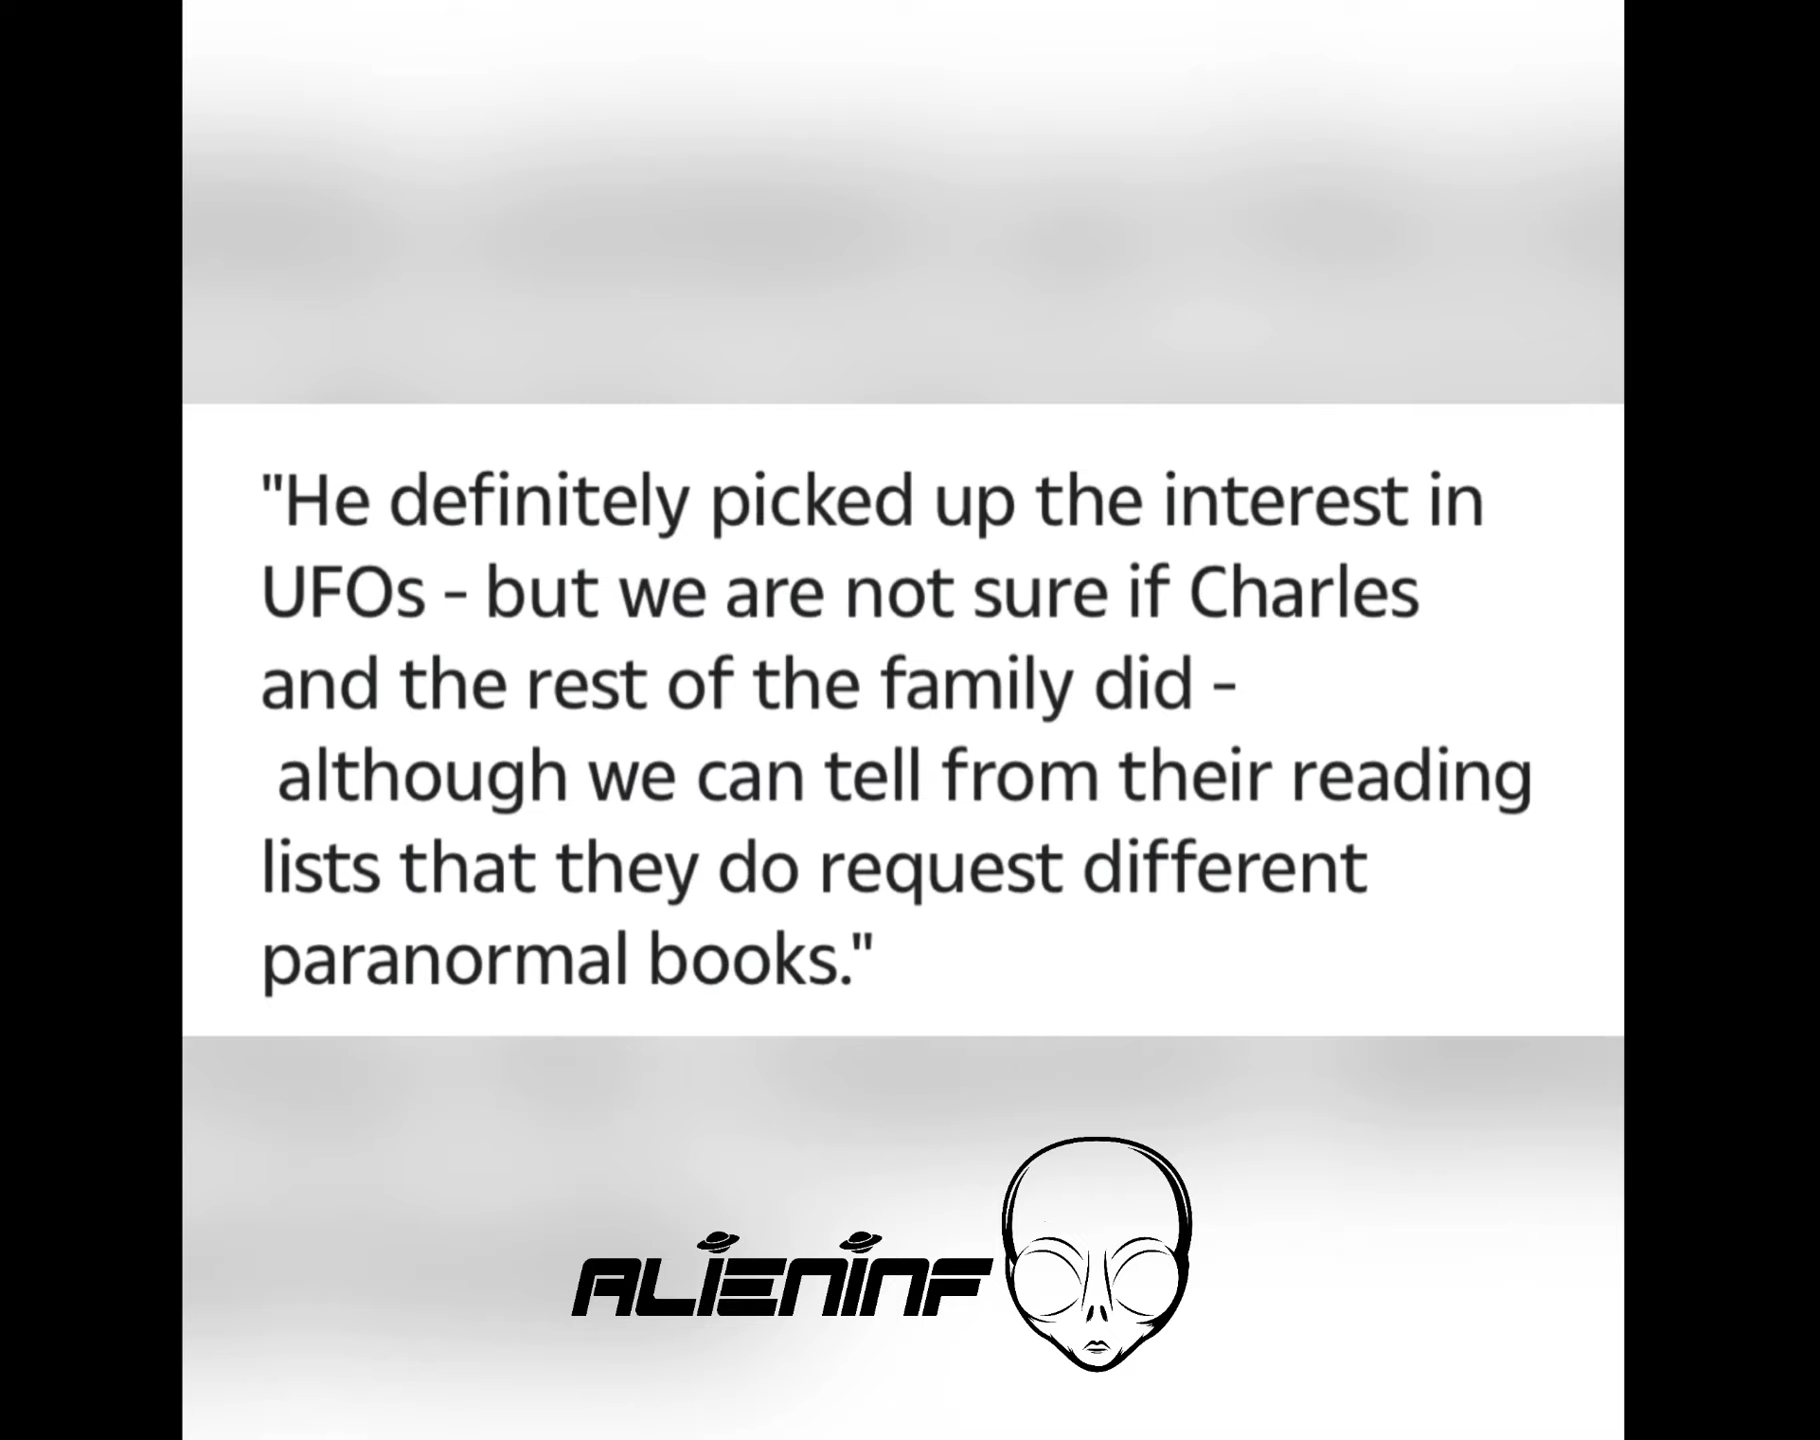 "He definitely picked up the interest in
UFOs - but we are not sure if Charles
and the rest of the family did -
although we can tell from their reading
lists that they do request different
paranormal books."
ALIENINF